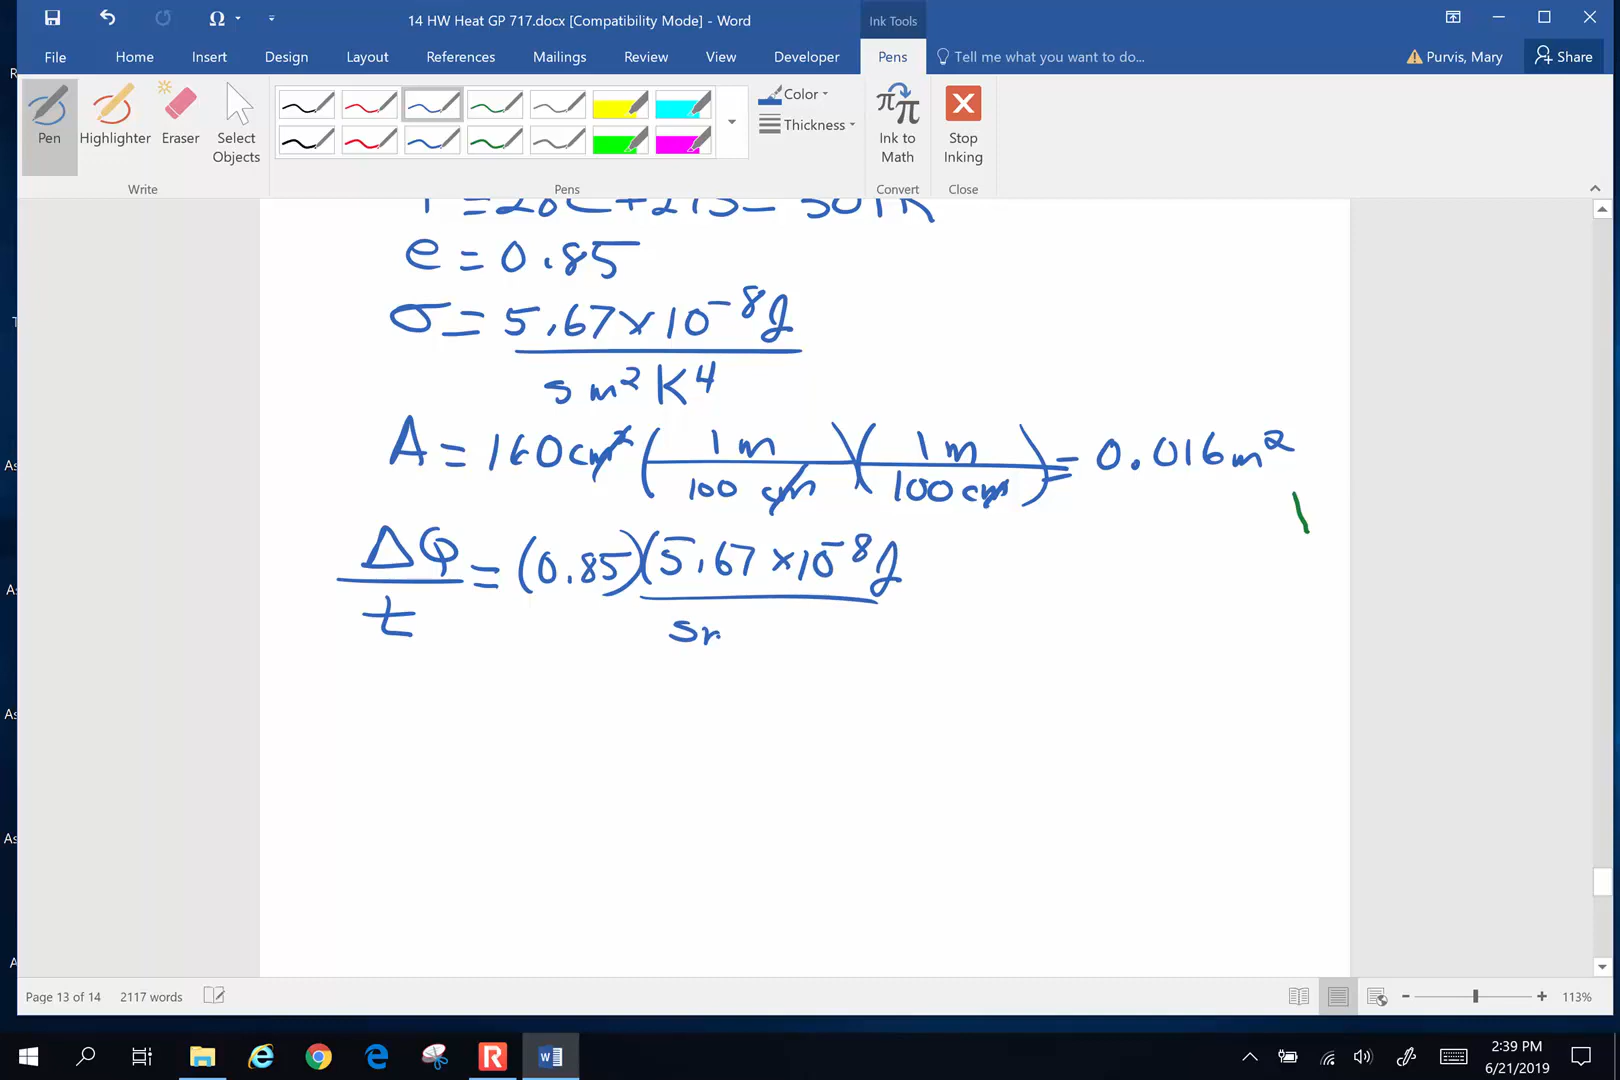 14 HW Heat GP 717.docx [Compatibility Mode] - Word
Ink Tools
File Home Insert Design Layout References Mailings Review View Developer Pens Tell me what you want to do... Purvis, Mary Share
Pen Highlighter Eraser Select Objects
Color
Thickness
Ink to Math
Stop Inking
Write Pens Convert Close
T = 28°C + 273 = 301K
e = 0.85
σ = 5.67 × 10⁻⁸ J
s m² K⁴
A = 160 cm² (1 m / 100 cm)(1 m / 100 cm) = 0.016 m²
ΔQ / t = (0.85)(5.67 × 10⁻⁸ J
s
Page 13 of 14 2117 words 113%
2:39 PM
6/21/2019